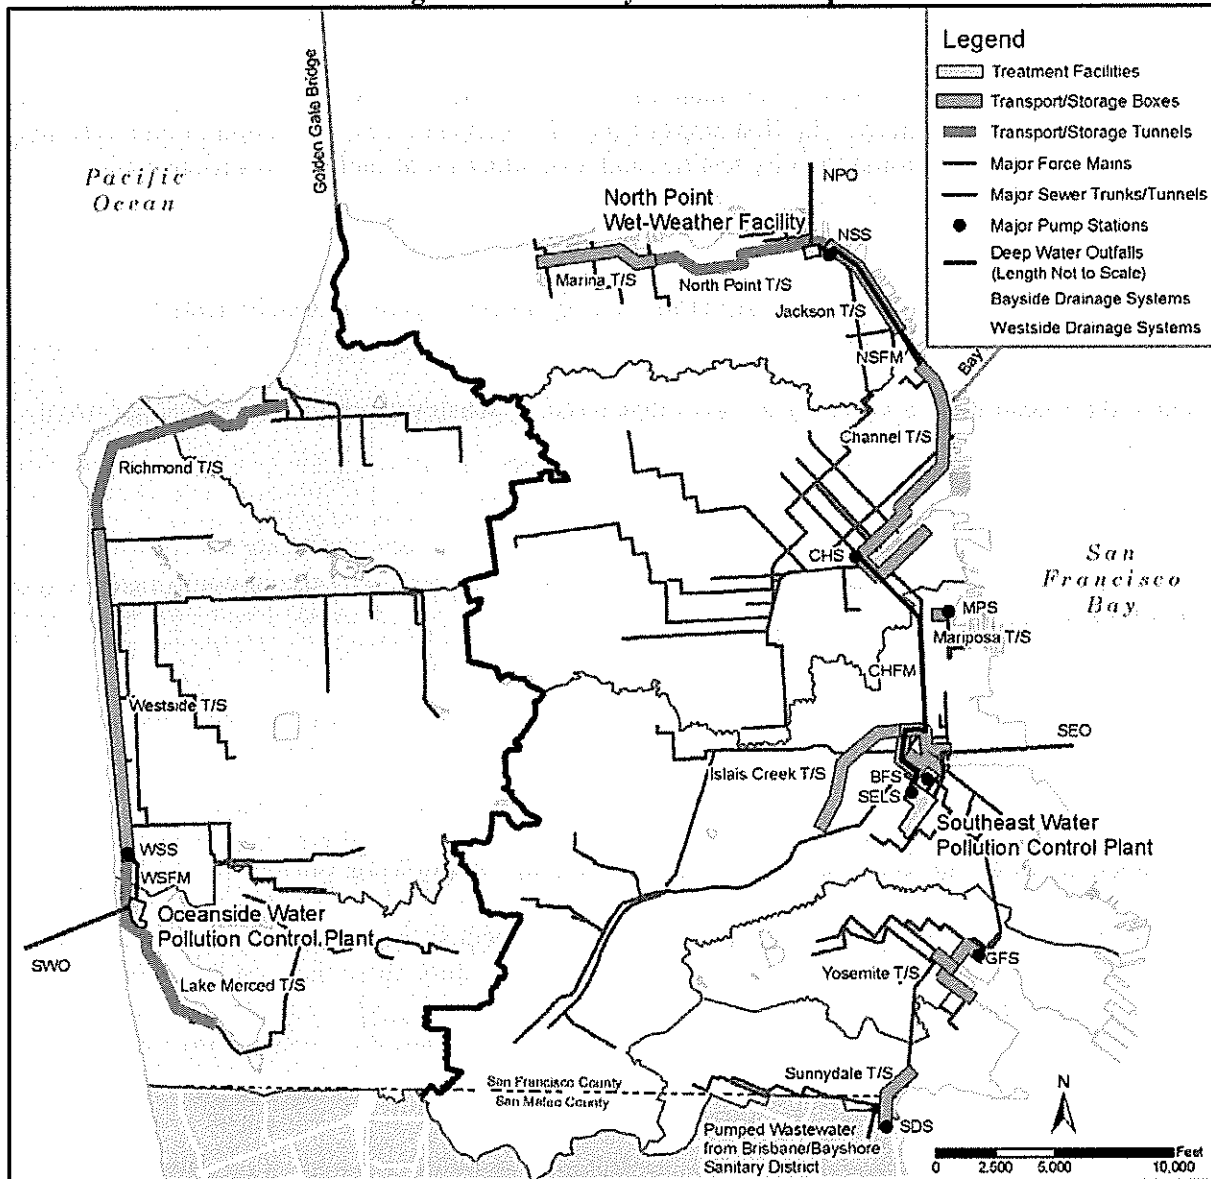 Legend
Treatment Facilities
Transport/Storage Boxes
Transport/Storage Tunnels
Major Force Mains
Major Sewer Trunks/Tunnels
Major Pump Stations
Deep Water Outfalls
(Length Not to Scale)
Bayside Drainage Systems
Westside Drainage Systems
Golden Gate Bridge
Pacific
Ocean
North Point
Wet-Weather Facility
NPO
NSS
Marina T/S
North Point T/S
Jackson T/S
NSFM
Bay
Channel T/S
Richmond T/S
CHS
San
Francisco
Bay
MPS
Mariposa T/S
CHFM
Westside T/S
SEO
Islais Creek T/S
BFS
SELS
Southeast Water
Pollution Control Plant
WSS
WSFM
Oceanside Water
Pollution Control Plant
SWO
Lake Merced T/S
Yosemite T/S
GFS
Sunnydale T/S
San Francisco County
San Mateo County
SDS
Pumped Wastewater
from Brisbane/Bayshore
Sanitary District
N
Feet
0 2,500 5,000 10,000